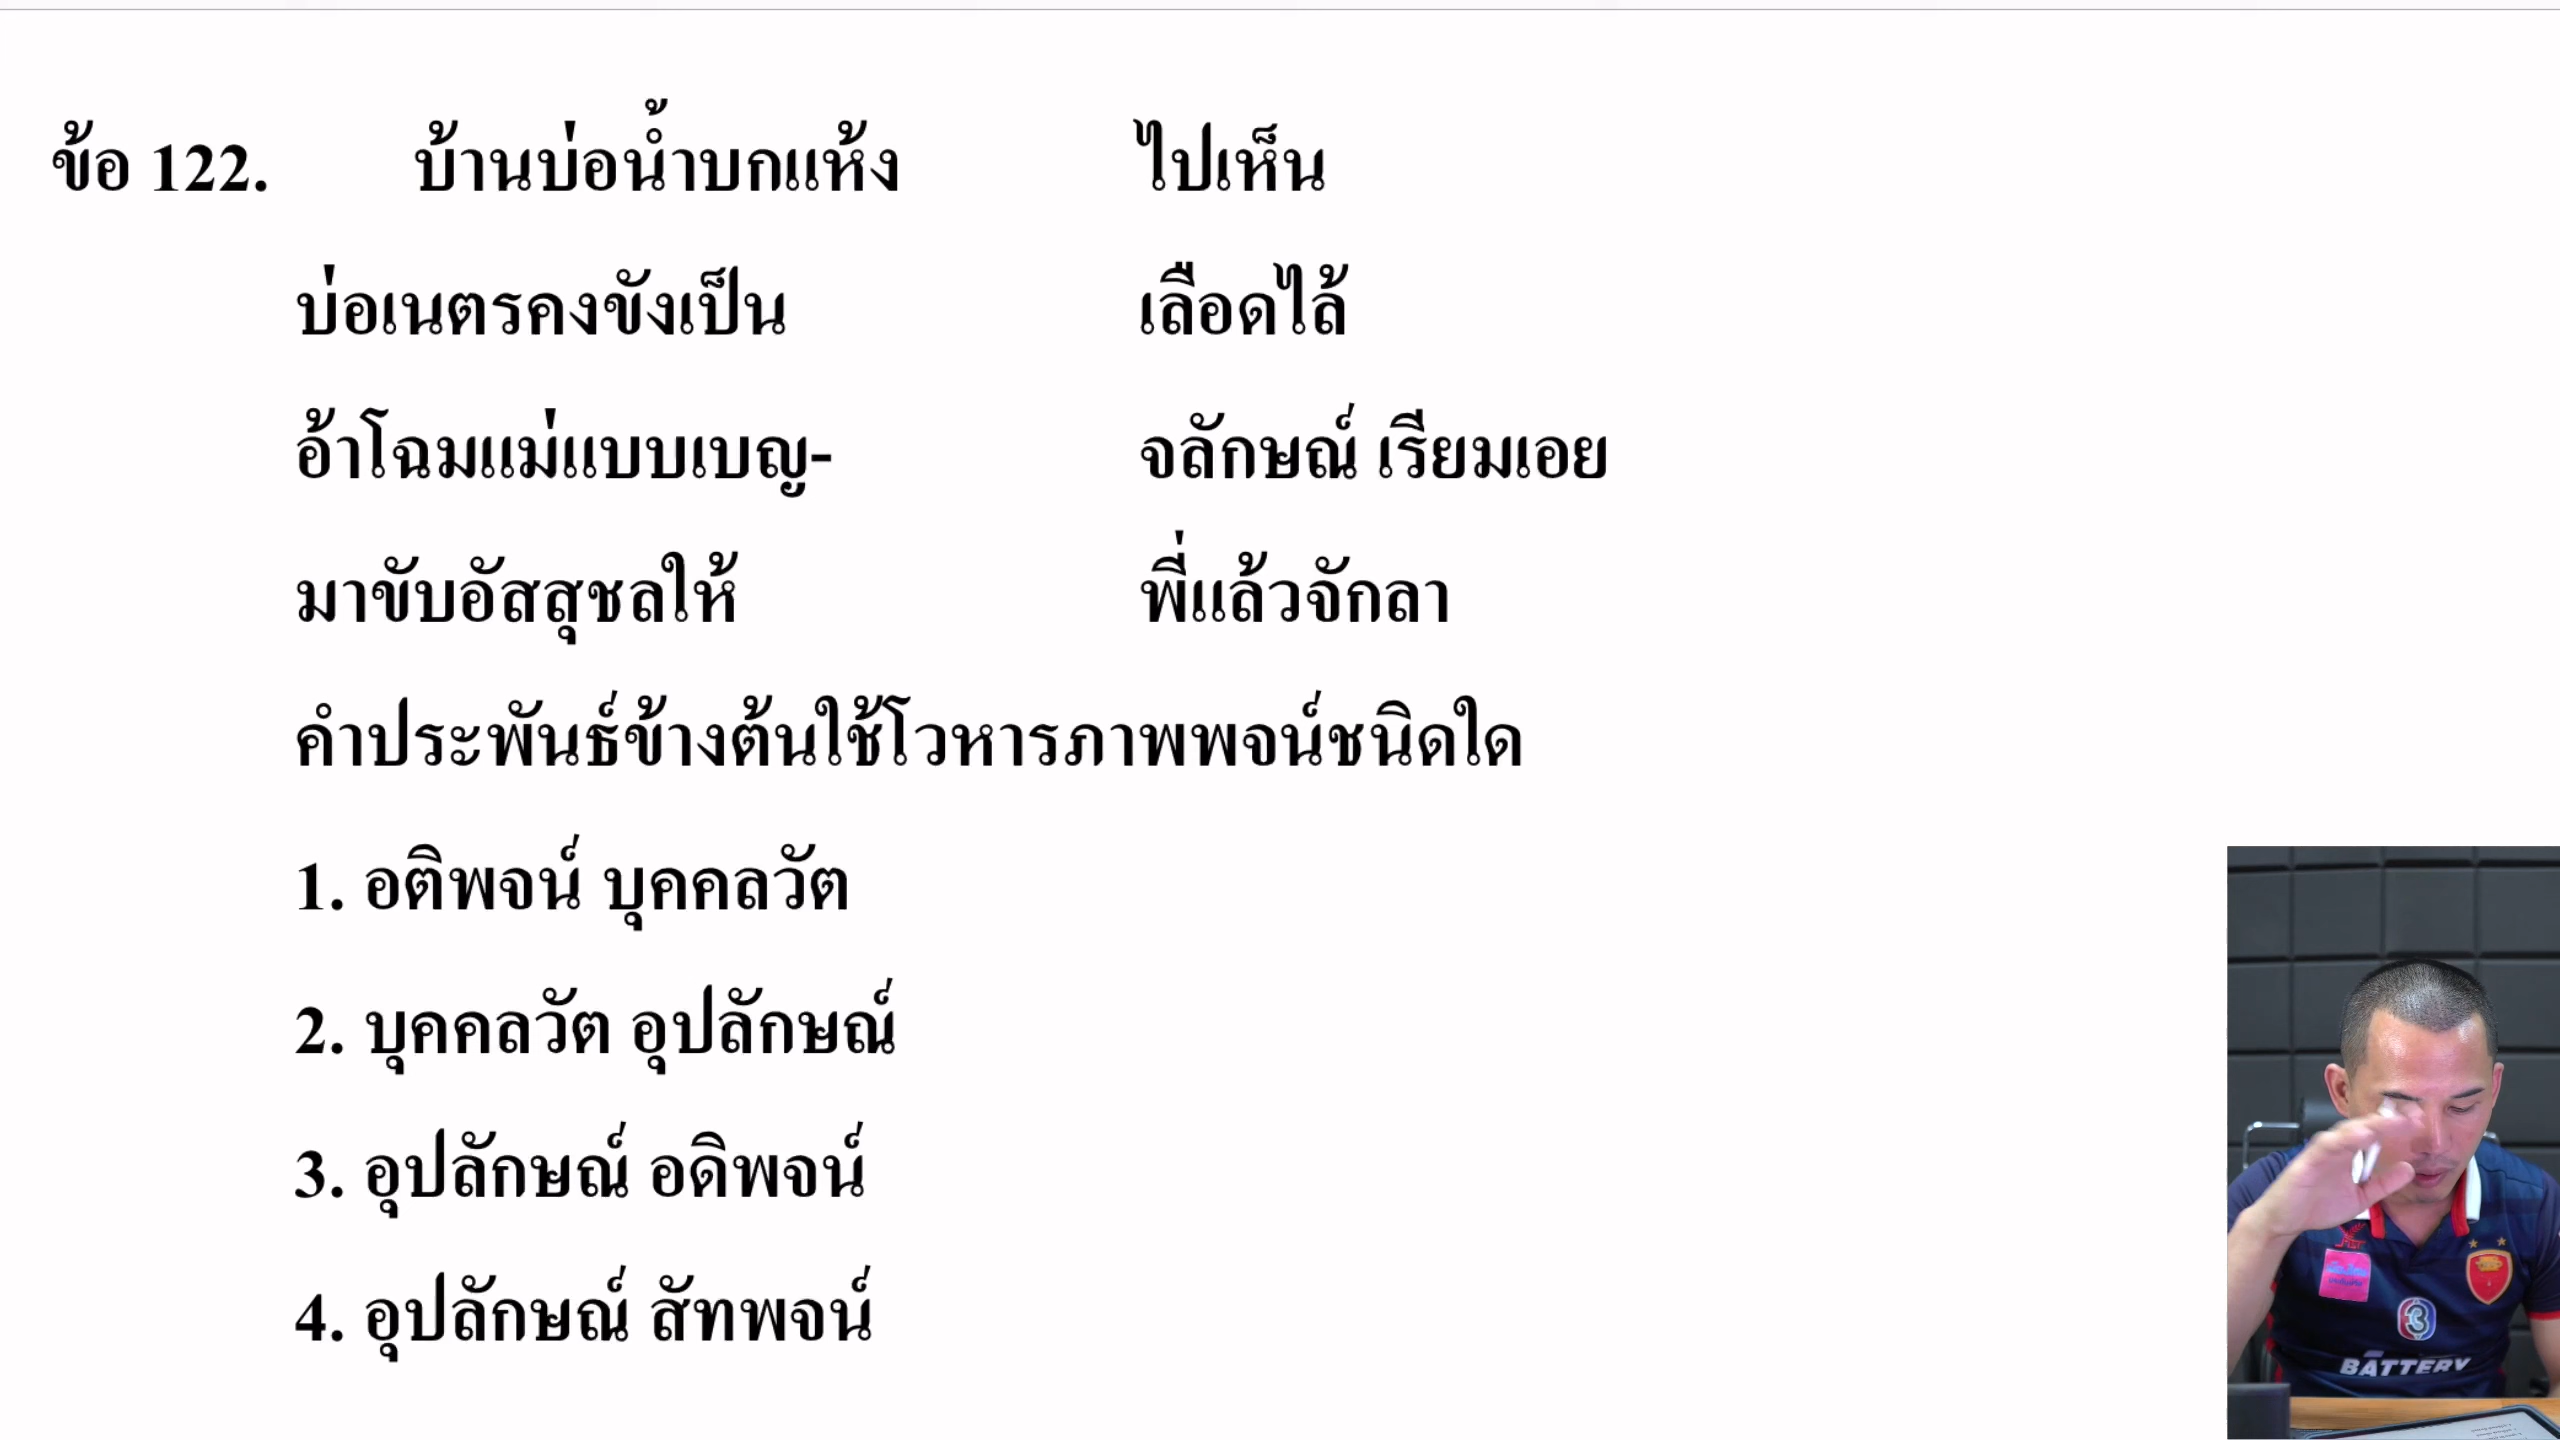 ข้อ 122. บ้านบ่อน้ำบกแห้ง ไปเห็น
บ่อเนตรคงขังเป็น เลือดไล้
อ้าโฉมแม่แบบเบญ- จลักษณ์ เรียมเอย
มาขับอัสสุชลให้ พี่แล้วจักลา
คำประพันธ์ข้างต้นใช้โวหารภาพพจน์ชนิดใด
1. อติพจน์ บุคคลวัต
2. บุคคลวัต อุปลักษณ์
3. อุปลักษณ์ อดิพจน์
4. อุปลักษณ์ สัทพจน์
3
BATTERY